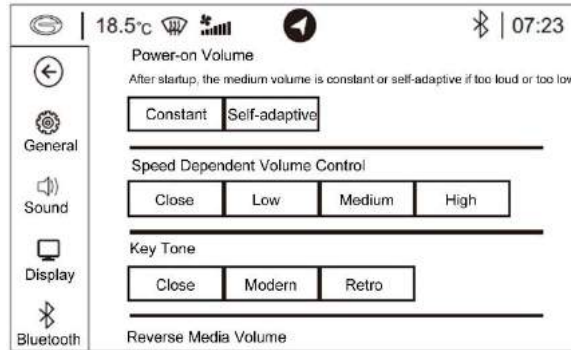 18.5°c
07:23
Power-on Volume
After startup, the medium volume is constant or self-adaptive if too loud or too low
Constant Self-adaptive
General
Speed Dependent Volume Control
Close Low Medium High
Sound
Key Tone
Close Modern Retro
Display
Reverse Media Volume
Bluetooth